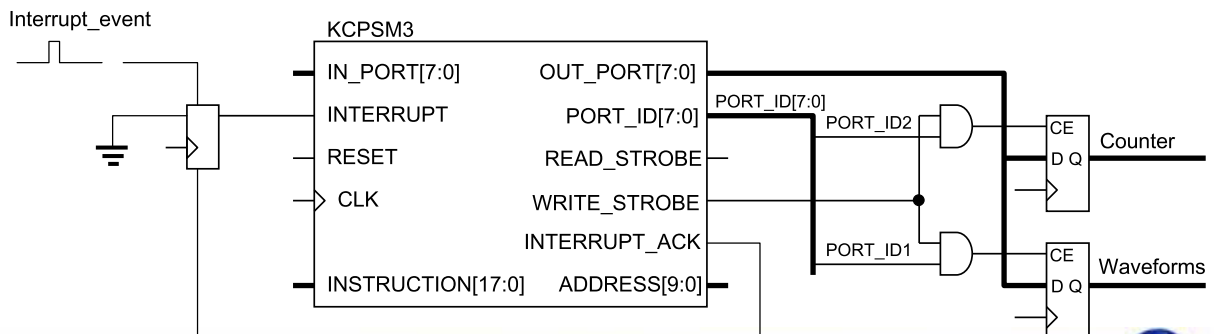 Interrupt_event
KCPSM3
IN_PORT[7:0]
OUT_PORT[7:0]
INTERRUPT
PORT_ID[7:0]
PORT_ID[7:0]
PORT_ID2
RESET
READ_STROBE
CLK
WRITE_STROBE
INTERRUPT_ACK
PORT_ID1
INSTRUCTION[17:0]
ADDRESS[9:0]
CE
D Q
Counter
CE
D Q
Waveforms